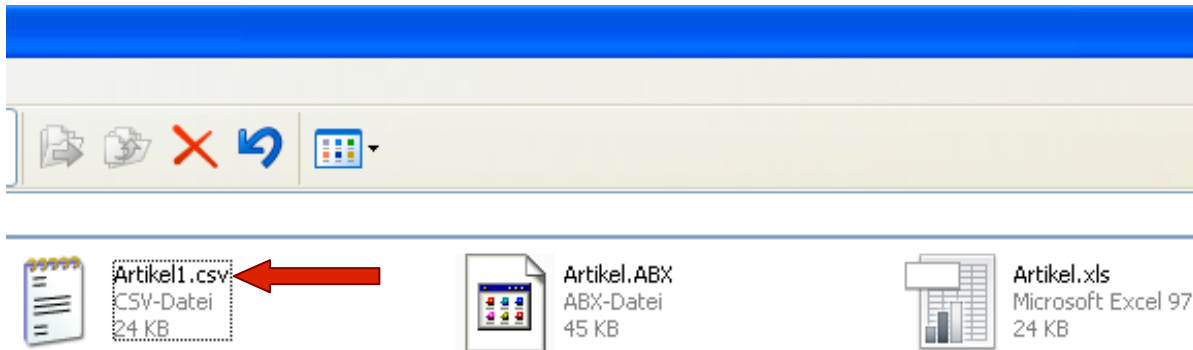 Artikel1.csv
CSV-Datei
24 KB
Artikel.ABX
ABX-Datei
45 KB
Artikel.xls
Microsoft Excel 97
24 KB